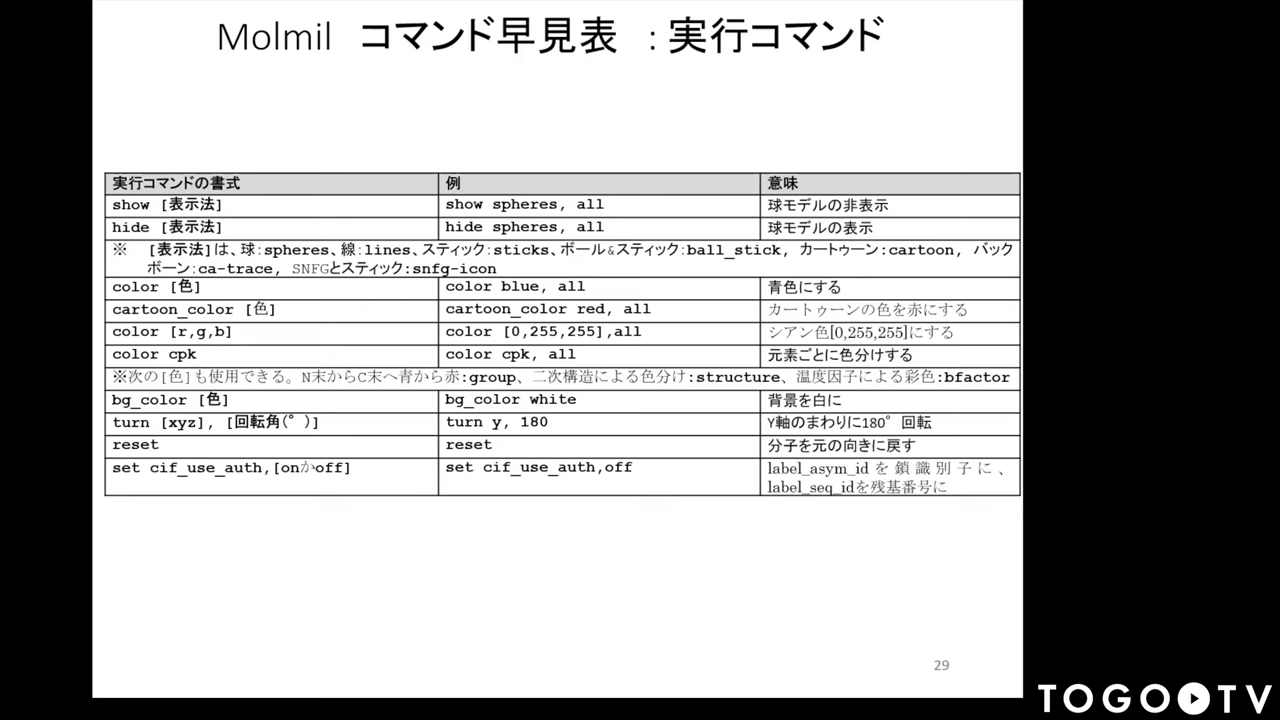 Molmil コマンド早見表 :実行コマンド
実行コマンドの書式 例 意味
show [表示法] show spheres, all 球モデルの非表示
hide [表示法] hide spheres, all 球モデルの表示
※ [表示法]は、球:spheres、線:lines、スティック:sticks、ボール&スティック:ball_stick, カートゥーン:cartoon, バック
ボーン:ca-trace, SNFGとスティック:snfg-icon
color [色] color blue, all 青色にする
cartoon_color [色] cartoon_color red, all カートゥーンの色を赤にする
color [r,g,b] color [0,255,255],all シアン色[0,255,255]にする
color cpk color cpk, all 元素ごとに色分けする
※次の[色]も使用できる。N末からC末へ青から赤:group、二次構造による色分け:structure、温度因子による彩色:bfactor
bg_color [色] bg_color white 背景を白に
turn [xyz], [回転角(°)] turn y, 180 Y軸のまわりに180°回転
reset reset 分子を元の向きに戻す
set cif_use_auth,[onかoff] set cif_use_auth,off label_asym_idを鎖識別子に、
label_seq_idを残基番号に
29
TOGO TV